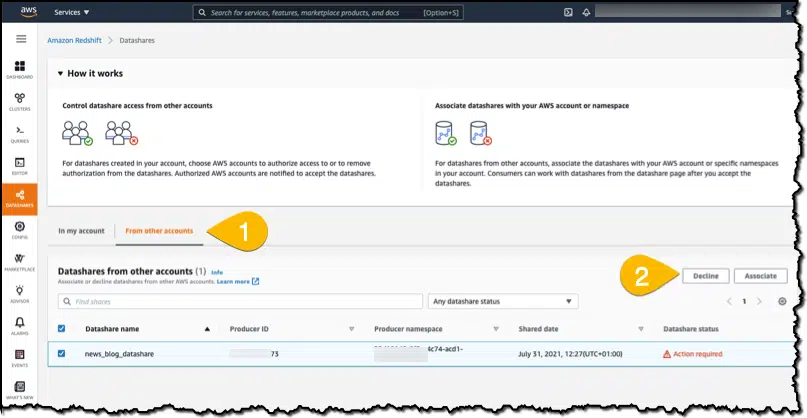 aws
Services
Search for services, features, marketplace products, and docs [Option+S]
Amazon Redshift > Datashares
DASHBOARD
CLUSTERS
QUERIES
EDITOR
DATASHARES
CONFIG
MARKETPLACE
ADVISOR
ALARMS
EVENTS
WHAT'S NEW
How it works
Control datashare access from other accounts
For datashares created in your account, choose AWS accounts to authorize access to or to remove
authorization from the datashares. Authorized AWS accounts are notified to accept the datashares.
Associate datashares with your AWS account or namespace
For datashares from other accounts, associate the datashares with your AWS account or specific namespaces
in your account. Consumers can work with datashares from the datashare page after you accept the
datashares.
In my account From other accounts
1
Datashares from other accounts (1) Info
Associate or decline datashares from other AWS accounts. Learn more
2
Decline Associate
Find shares Any datashare status
1
Datashare name Producer ID Producer namespace Shared date Datashare status
news_blog_datashare 73 4c74-acd1- July 31, 2021, 12:27(UTC+01:00) Action required